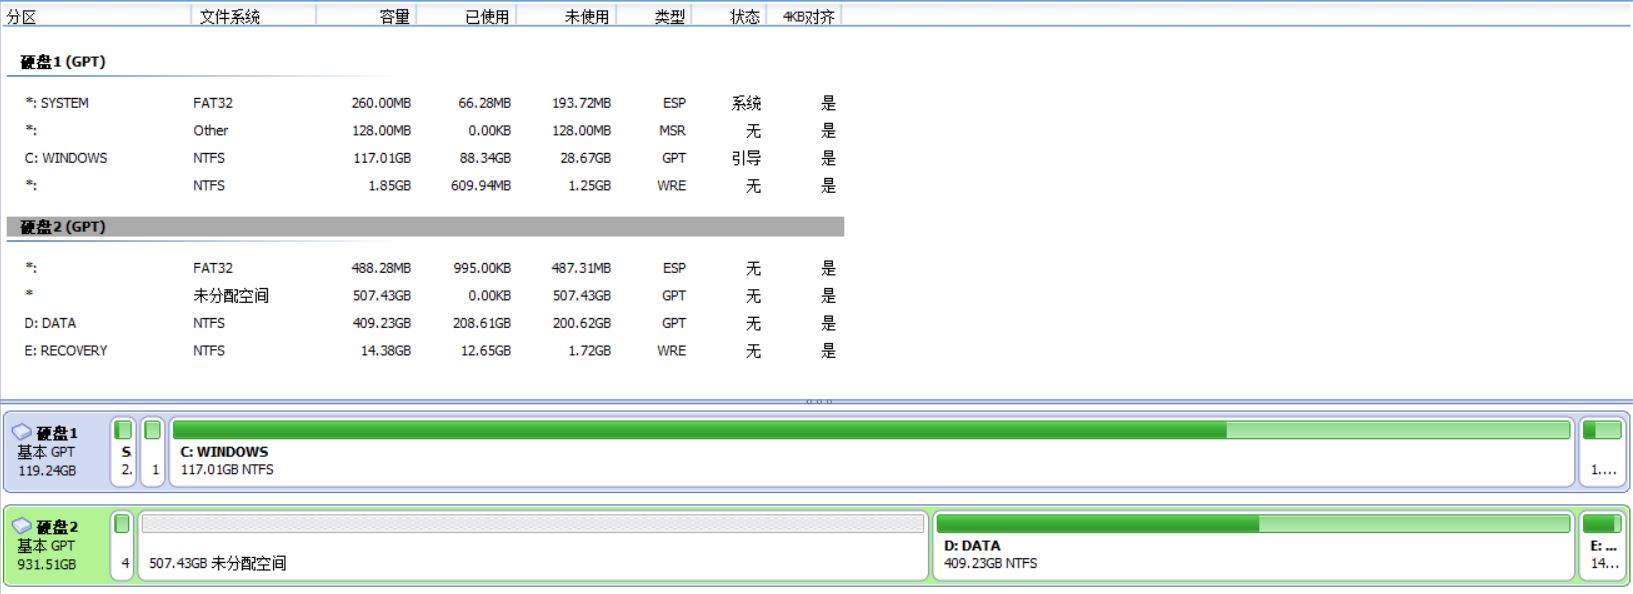 分区 文件系统 容量 已使用 未使用 类型 状态 4KB对齐
硬盘1 (GPT)
*: SYSTEM FAT32 260.00MB 66.28MB 193.72MB ESP 系统 是
*: Other 128.00MB 0.00KB 128.00MB MSR 无 是
C: WINDOWS NTFS 117.01GB 88.34GB 28.67GB GPT 引导 是
*: NTFS 1.85GB 609.94MB 1.25GB WRE 无 是
硬盘2 (GPT)
*: FAT32 488.28MB 995.00KB 487.31MB ESP 无 是
* 未分配空间 507.43GB 0.00KB 507.43GB GPT 无 是
D: DATA NTFS 409.23GB 208.61GB 200.62GB GPT 无 是
E: RECOVERY NTFS 14.38GB 12.65GB 1.72GB WRE 无 是
硬盘1
基本 GPT S C: WINDOWS
119.24GB 2. 1 117.01GB NTFS 1....
硬盘2
基本 GPT D: DATA E: ...
931.51GB 4 507.43GB 未分配空间 409.23GB NTFS 14...